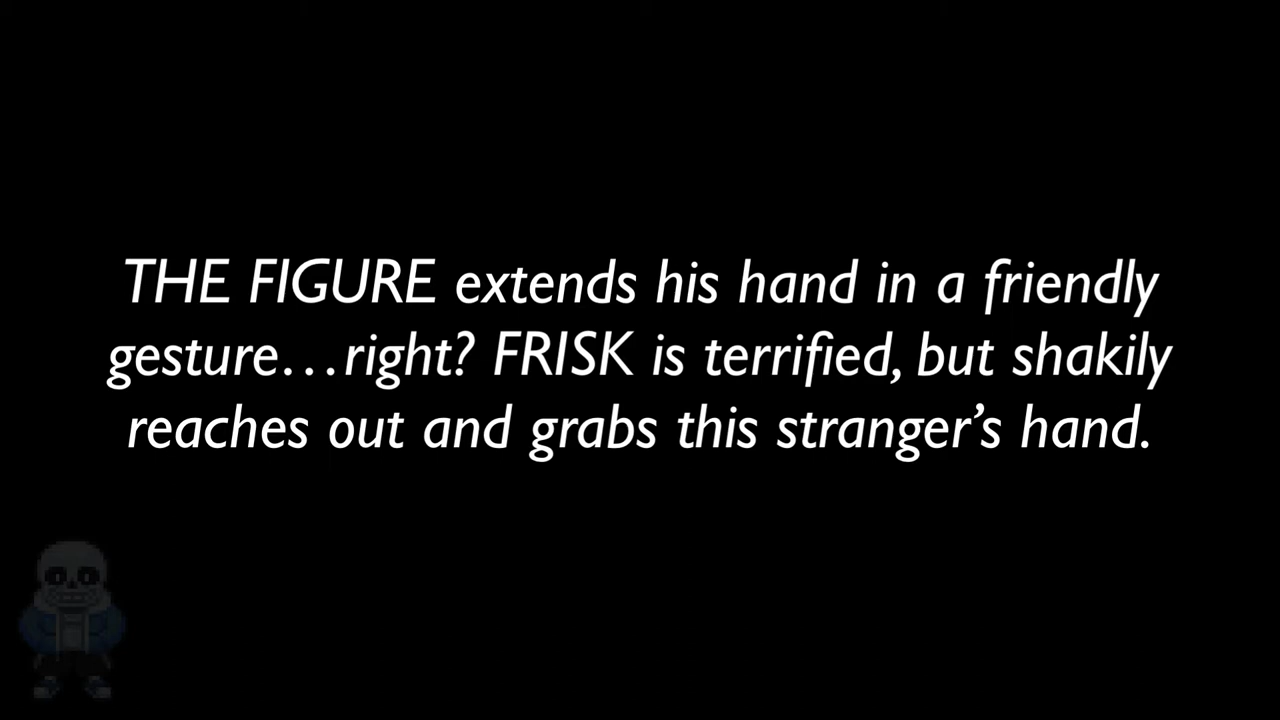 THE FIGURE extends his hand in a friendly
gesture…right? FRISK is terrified, but shakily
reaches out and grabs this stranger’s hand.